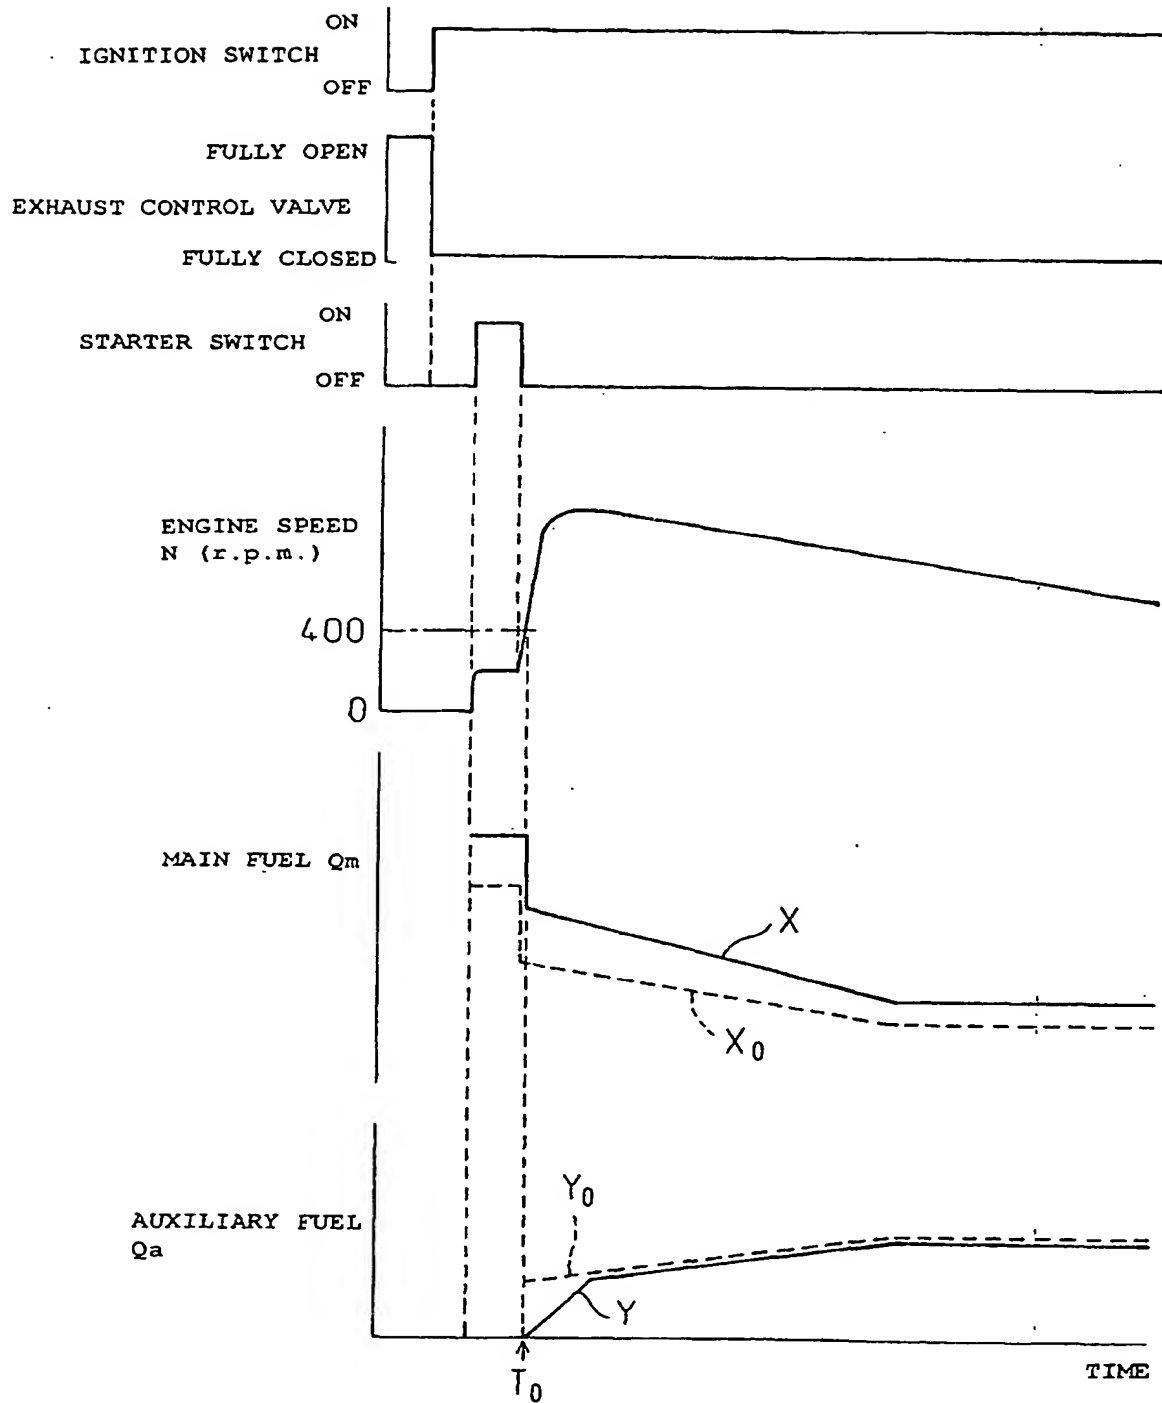 ON
IGNITION SWITCH
OFF
FULLY OPEN
EXHAUST CONTROL VALVE
FULLY CLOSED
ON
STARTER SWITCH
OFF
ENGINE SPEED
N (r.p.m.)
400
0
MAIN FUEL Qm
X
X0
Y0
AUXILIARY FUEL
Qa
Y
T0
TIME